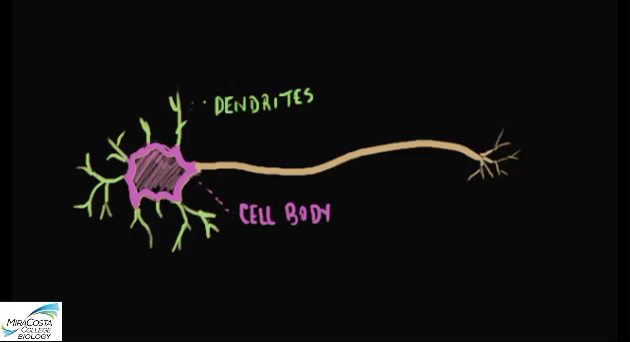 DENDRITES
CELL BODY
MIRACOSTA
COLLEGE
BIOLOGY